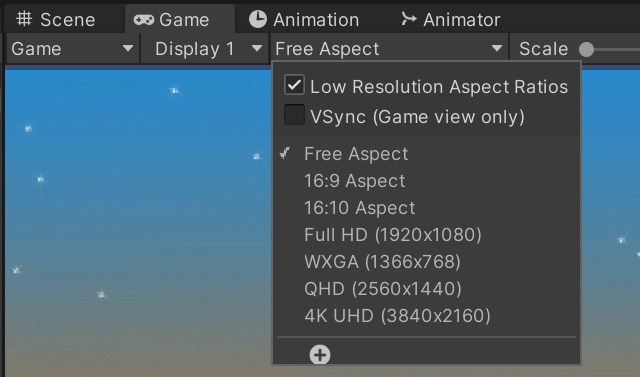 Scene Game Animation Animator
Game Display 1 Free Aspect Scale
Low Resolution Aspect Ratios
VSync (Game view only)
Free Aspect
16:9 Aspect
16:10 Aspect
Full HD (1920x1080)
WXGA (1366x768)
QHD (2560x1440)
4K UHD (3840x2160)